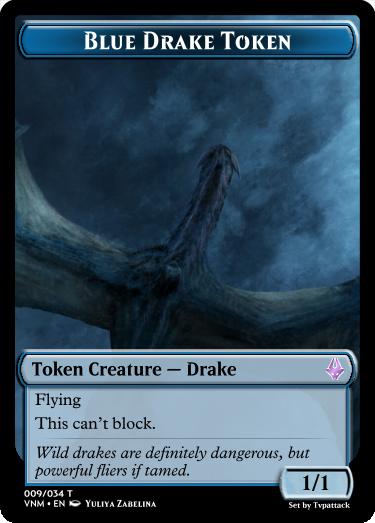 Blue Drake Token
Token Creature — Drake
Flying
This can't block.
Wild drakes are definitely dangerous, but
powerful fliers if tamed.
1/1
009/034 T
VNM • EN Yuliya Zabelina
Set by Tvpattack